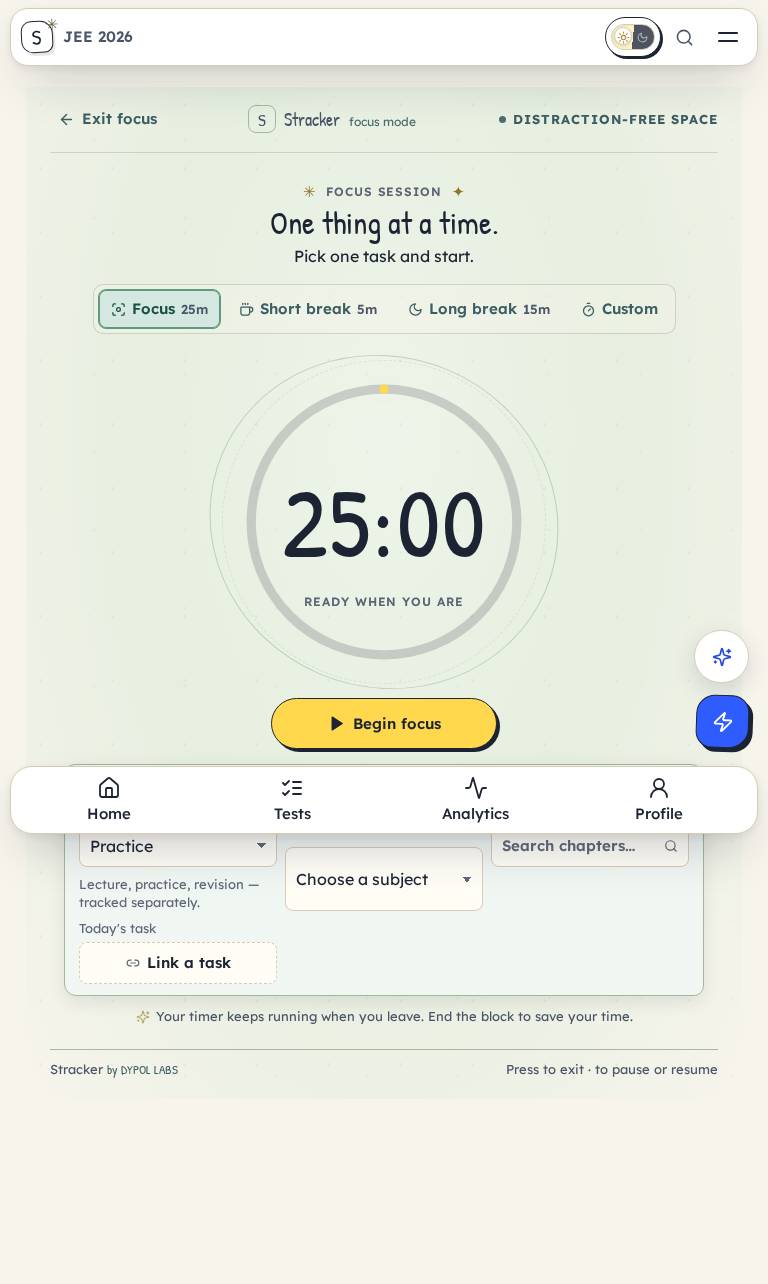 S JEE 2026
Exit focus
S Stracker focus mode
DISTRACTION-FREE SPACE
FOCUS SESSION
One thing at a time.
Pick one task and start.
Focus 25m Short break 5m Long break 15m Custom
25:00
READY WHEN YOU ARE
Begin focus
Home Tests Analytics Profile
Practice
Search chapters...
Choose a subject
Lecture, practice, revision —
tracked separately.
Today's task
Link a task
Your timer keeps running when you leave. End the block to save your time.
Stracker by DYPOL LABS
Press to exit · to pause or resume